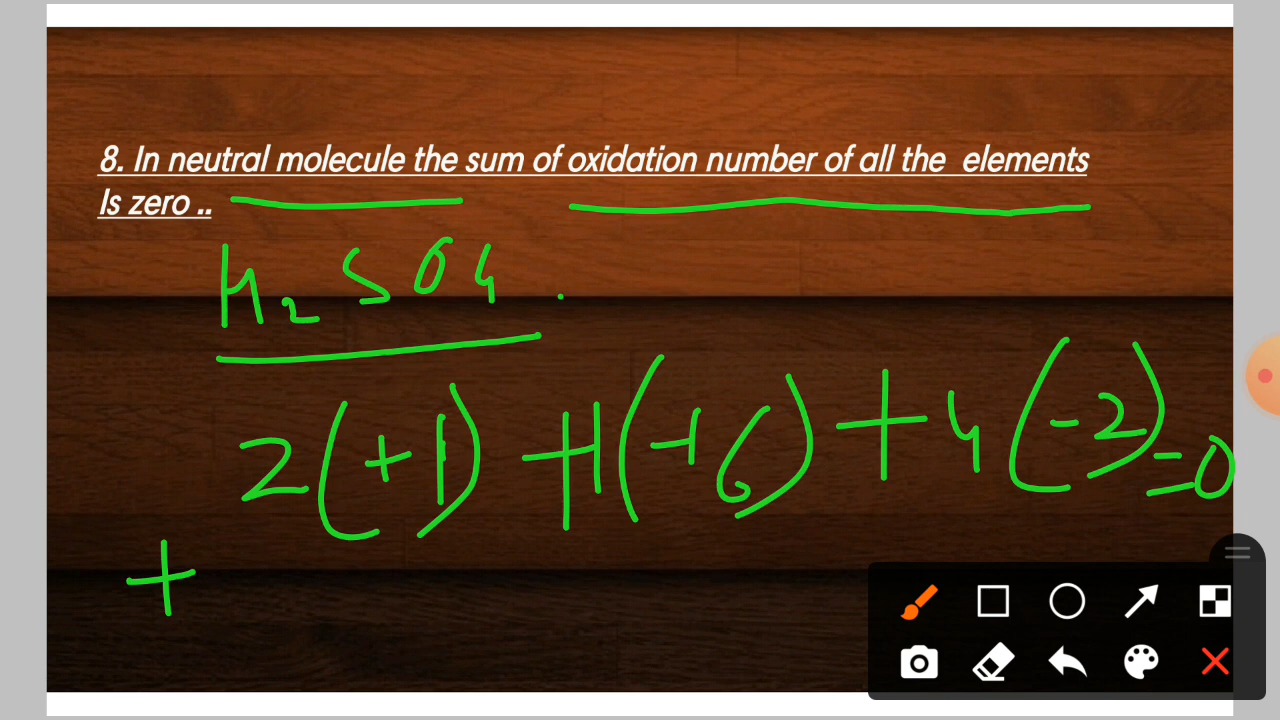 8. In neutral molecule the sum of oxidation number of all the elements
Is zero ..
H2SO4 .
2(+1) + 1(+6) + 4(-2) = 0
+